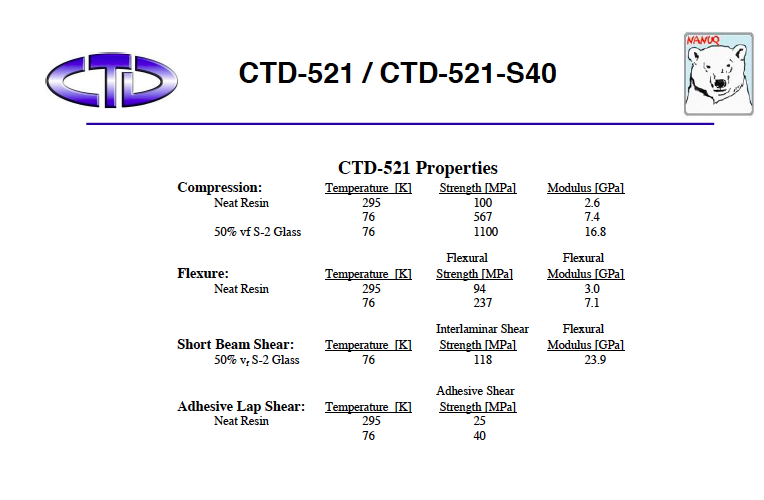 CTD
CTD-521 / CTD-521-S40
NANUQ
CTD-521 Properties
Compression: Temperature [K] Strength [MPa] Modulus [GPa]
Neat Resin 295 100 2.6
76 567 7.4
50% vf S-2 Glass 76 1100 16.8
Flexural Flexural
Flexure: Temperature [K] Strength [MPa] Modulus [GPa]
Neat Resin 295 94 3.0
76 237 7.1
Interlaminar Shear Flexural
Short Beam Shear: Temperature [K] Strength [MPa] Modulus [GPa]
50% vf S-2 Glass 76 118 23.9
Adhesive Shear
Adhesive Lap Shear: Temperature [K] Strength [MPa]
Neat Resin 295 25
76 40